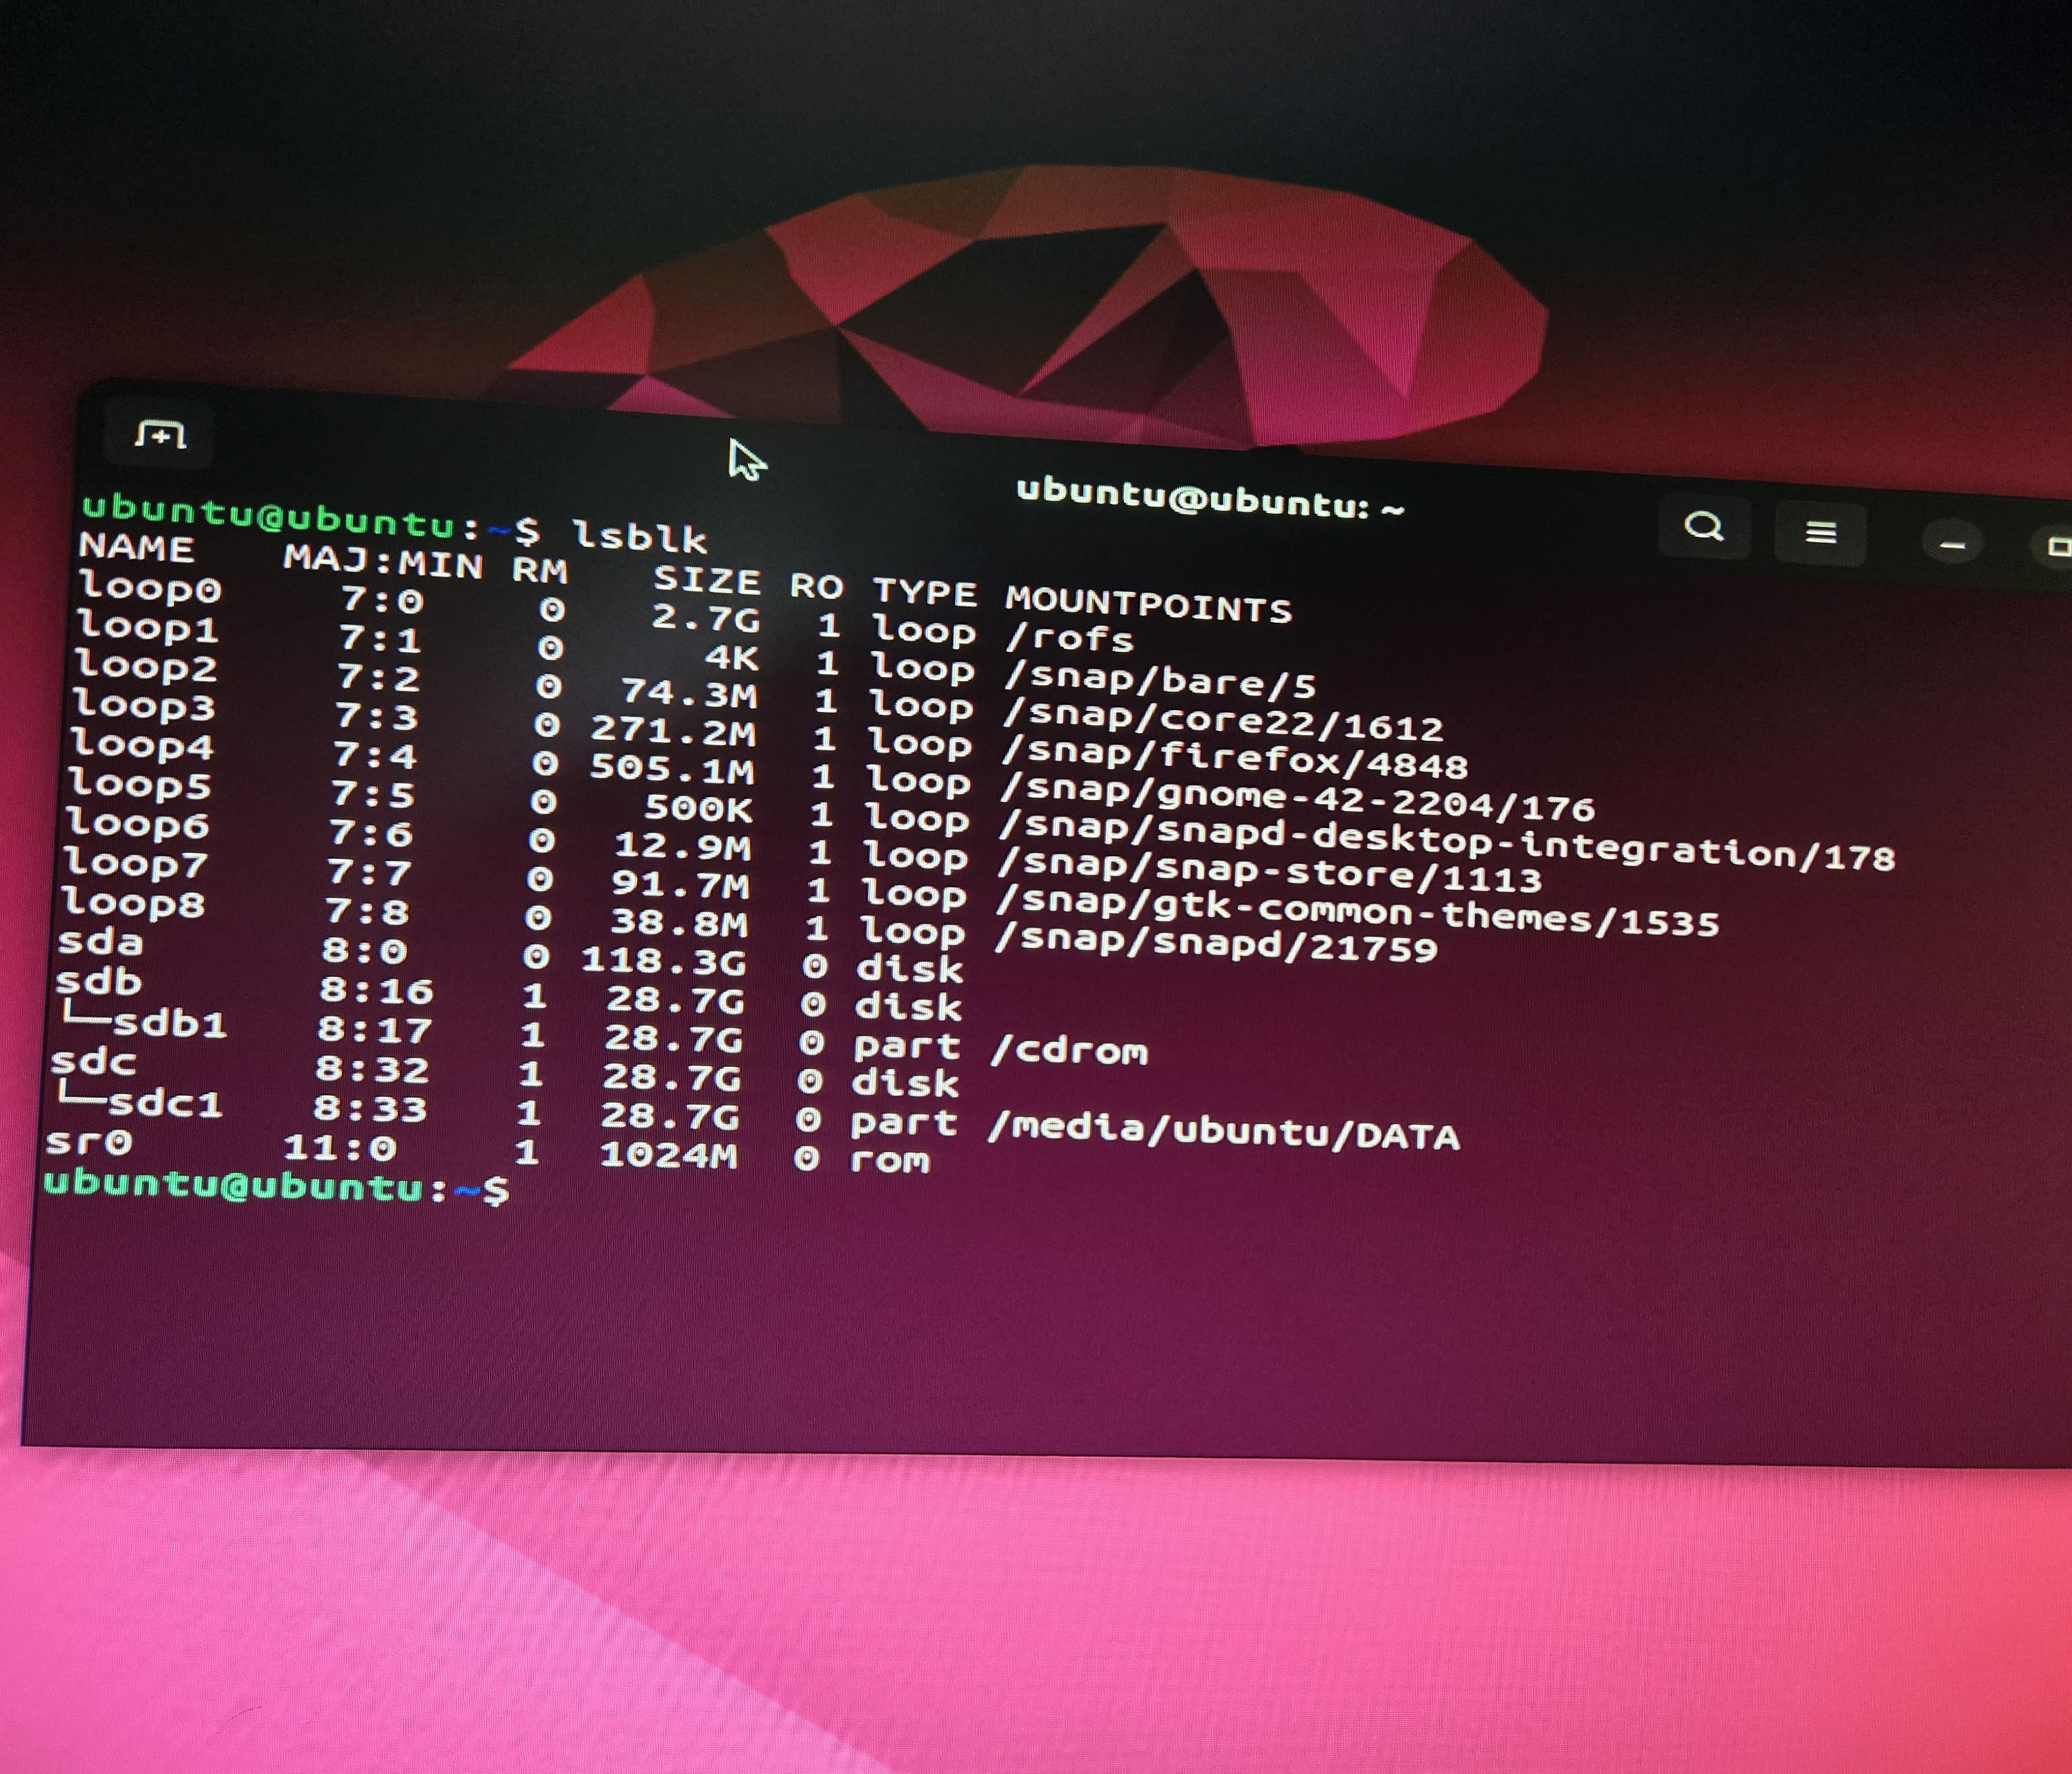 ubuntu@ubuntu: ~
ubuntu@ubuntu:~$ lsblk
NAME   MAJ:MIN RM   SIZE RO TYPE MOUNTPOINTS
loop0    7:0    0   2.7G  1 loop /rofs
loop1    7:1    0     4K  1 loop /snap/bare/5
loop2    7:2    0  74.3M  1 loop /snap/core22/1612
loop3    7:3    0 271.2M  1 loop /snap/firefox/4848
loop4    7:4    0 505.1M  1 loop /snap/gnome-42-2204/176
loop5    7:5    0   500K  1 loop /snap/snapd-desktop-integration/178
loop6    7:6    0  12.9M  1 loop /snap/snap-store/1113
loop7    7:7    0  91.7M  1 loop /snap/gtk-common-themes/1535
loop8    7:8    0  38.8M  1 loop /snap/snapd/21759
sda      8:0    0 118.3G  0 disk
sdb      8:16   1  28.7G  0 disk
└─sdb1   8:17   1  28.7G  0 part /cdrom
sdc      8:32   1  28.7G  0 disk
└─sdc1   8:33   1  28.7G  0 part /media/ubuntu/DATA
sr0     11:0    1  1024M  0 rom
ubuntu@ubuntu:~$